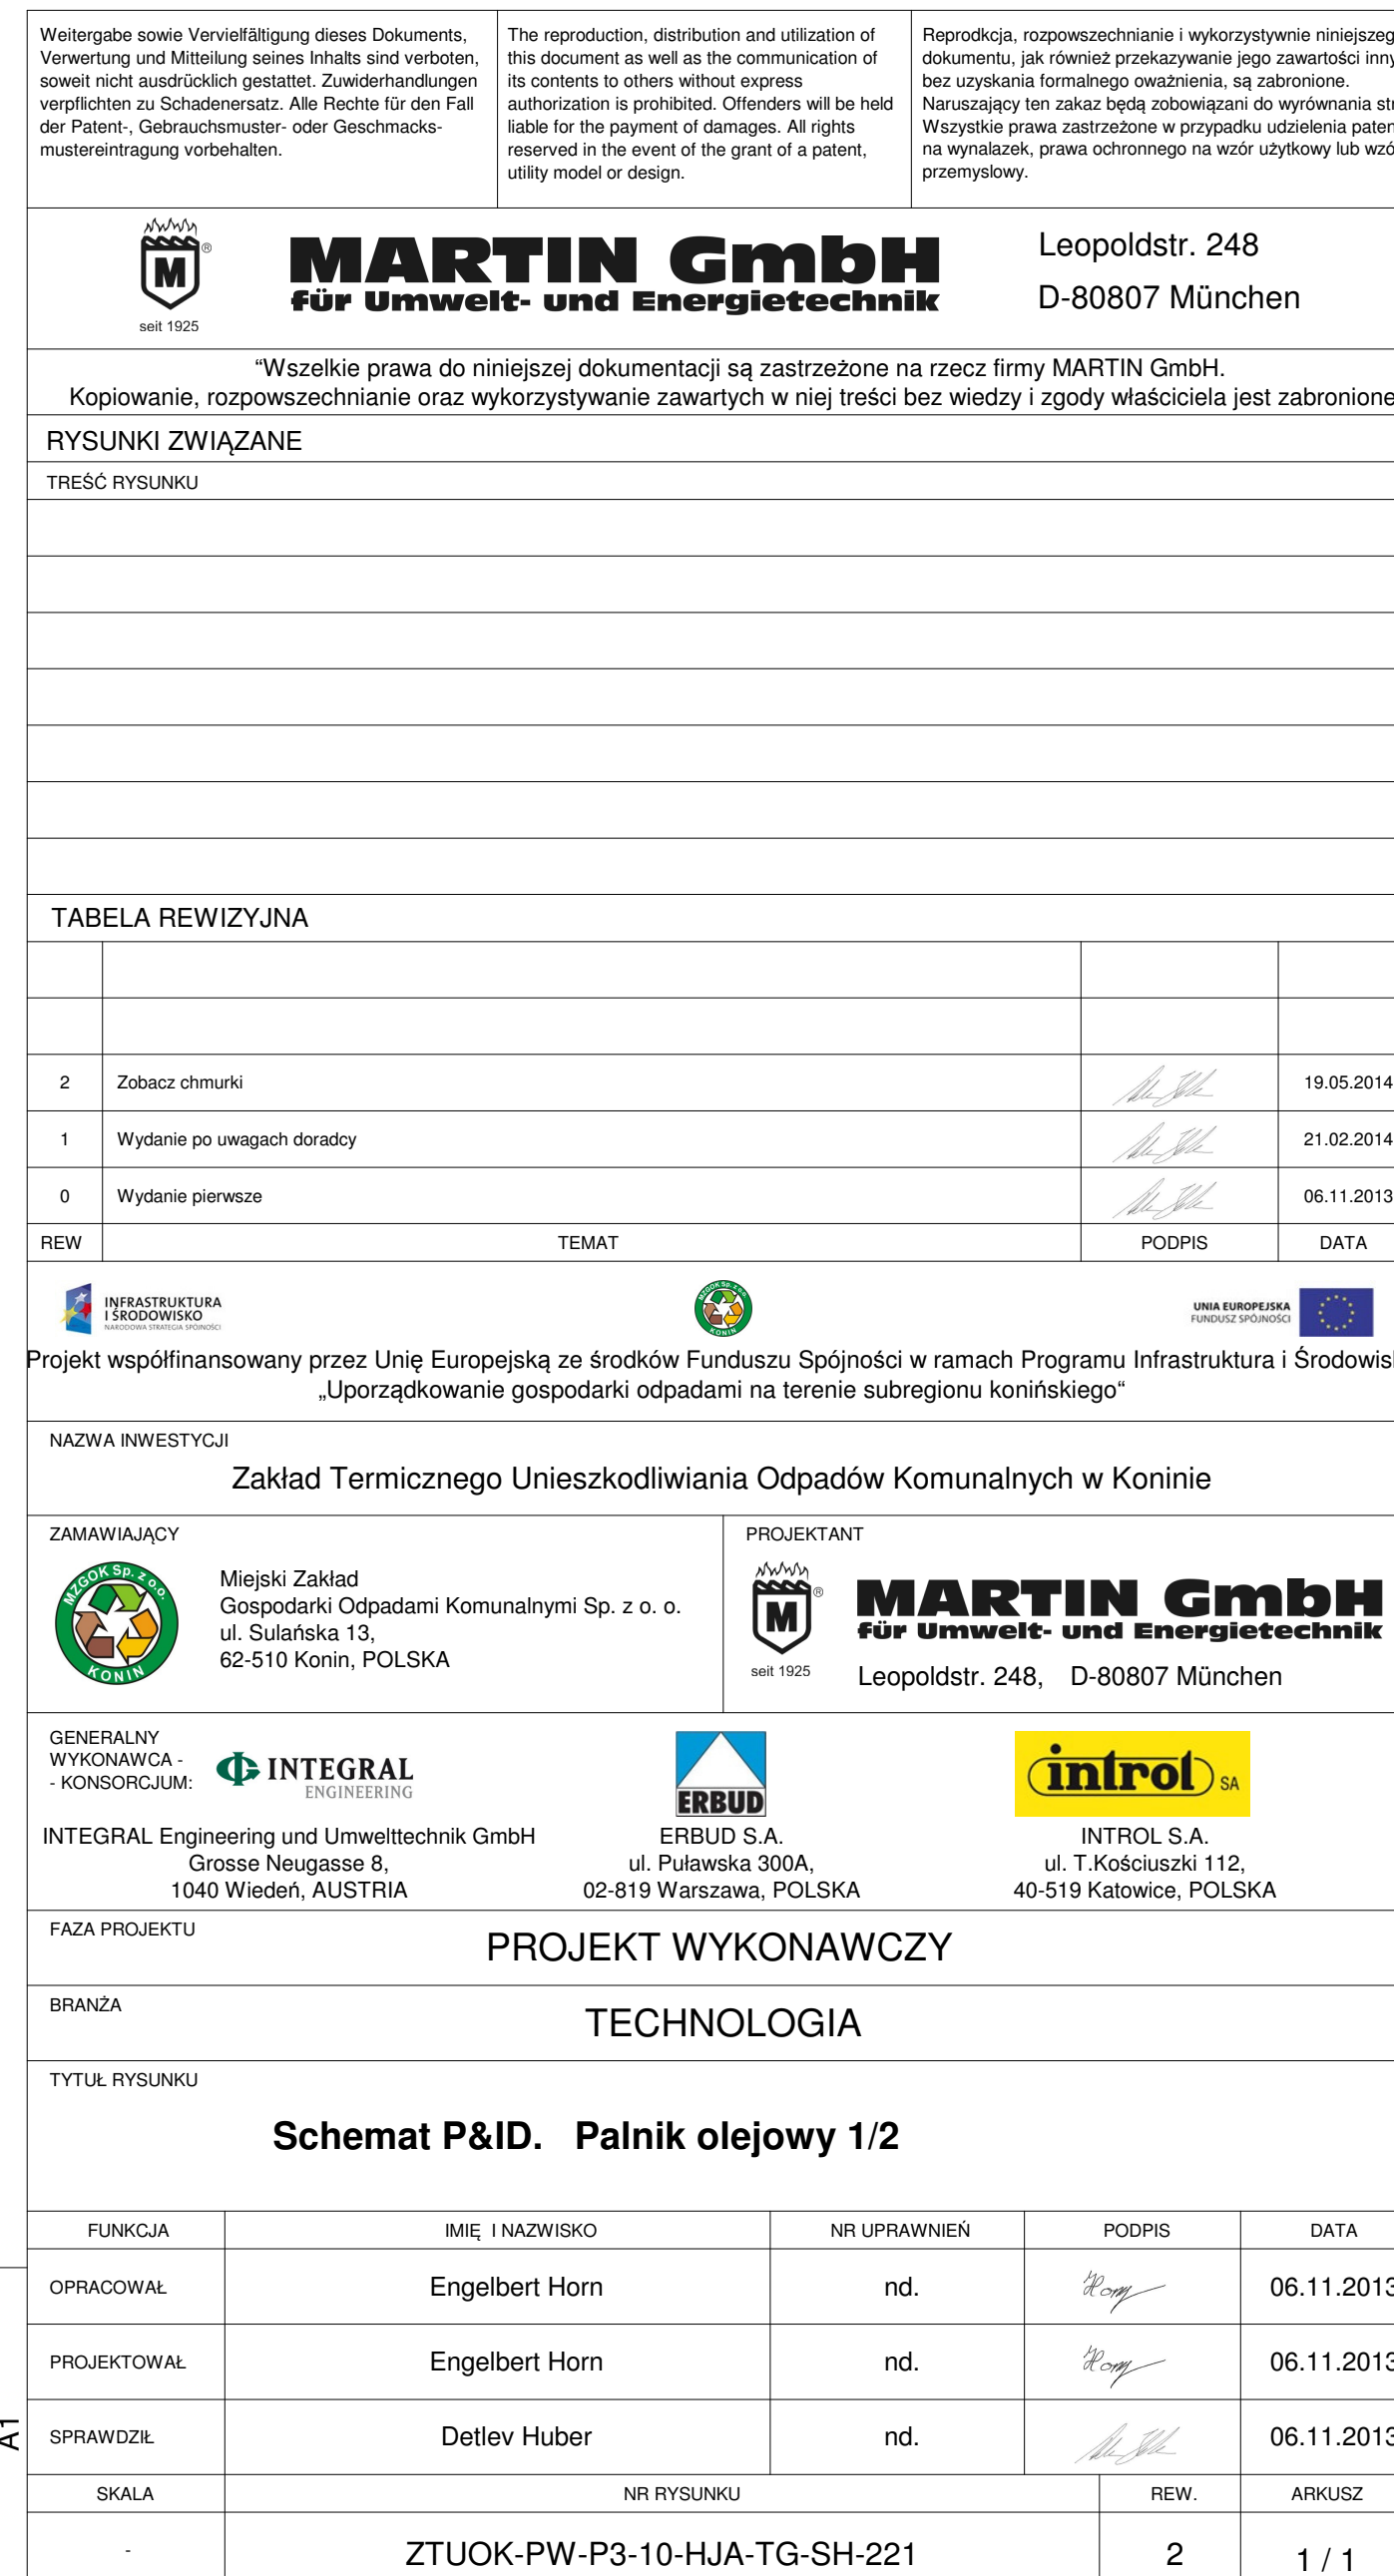 Weitergabe sowie Vervielfältigung dieses Dokuments,
Verwertung und Mitteilung seines Inhalts sind verboten,
soweit nicht ausdrücklich gestattet. Zuwiderhandlungen
verpflichten zu Schadenersatz. Alle Rechte für den Fall
der Patent-, Gebrauchsmuster- oder Geschmacks-
mustereintragung vorbehalten.
The reproduction, distribution and utilization of
this document as well as the communication of
its contents to others without express
authorization is prohibited. Offenders will be held
liable for the payment of damages. All rights
reserved in the event of the grant of a patent,
utility model or design.
Reprodkcja, rozpowszechnianie i wykorzystywnie niniejszeg
dokumentu, jak również przekazywanie jego zawartości inny
bez uzyskania formalnego oważnienia, są zabronione.
Naruszający ten zakaz będą zobowiązani do wyrównania str
Wszystkie prawa zastrzeżone w przypadku udzielenia paten
na wynalazek, prawa ochronnego na wzór użytkowy lub wzó
przemyslowy.
M ®
seit 1925
MARTIN GmbH
für Umwelt- und Energietechnik
Leopoldstr. 248
D-80807 München
“Wszelkie prawa do niniejszej dokumentacji są zastrzeżone na rzecz firmy MARTIN GmbH.
Kopiowanie, rozpowszechnianie oraz wykorzystywanie zawartych w niej treści bez wiedzy i zgody właściciela jest zabronione
RYSUNKI ZWIĄZANE
TREŚĆ RYSUNKU
TABELA REWIZYJNA
2 Zobacz chmurki 19.05.2014
1 Wydanie po uwagach doradcy 21.02.2014
0 Wydanie pierwsze 06.11.2013
REW TEMAT PODPIS DATA
INFRASTRUKTURA
I ŚRODOWISKO
NARODOWA STRATEGIA SPÓJNOŚCI
MZGOK Sp. z o.o.
KONIN
UNIA EUROPEJSKA
FUNDUSZ SPÓJNOŚCI
Projekt współfinansowany przez Unię Europejską ze środków Funduszu Spójności w ramach Programu Infrastruktura i Środowisk
„Uporządkowanie gospodarki odpadami na terenie subregionu konińskiego“
NAZWA INWESTYCJI
Zakład Termicznego Unieszkodliwiania Odpadów Komunalnych w Koninie
ZAMAWIAJĄCY
MZGOK Sp. z o.o.
KONIN
Miejski Zakład
Gospodarki Odpadami Komunalnymi Sp. z o. o.
ul. Sulańska 13,
62-510 Konin, POLSKA
PROJEKTANT
M ®
seit 1925
MARTIN GmbH
für Umwelt- und Energietechnik
Leopoldstr. 248, D-80807 München
GENERALNY
WYKONAWCA -
- KONSORCJUM:
INTEGRAL
ENGINEERING
INTEGRAL Engineering und Umwelttechnik GmbH
Grosse Neugasse 8,
1040 Wiedeń, AUSTRIA
ERBUD
ERBUD S.A.
ul. Puławska 300A,
02-819 Warszawa, POLSKA
introl SA
INTROL S.A.
ul. T.Kościuszki 112,
40-519 Katowice, POLSKA
FAZA PROJEKTU
PROJEKT WYKONAWCZY
BRANŻA
TECHNOLOGIA
TYTUŁ RYSUNKU
Schemat P&ID. Palnik olejowy 1/2
FUNKCJA IMIĘ I NAZWISKO NR UPRAWNIEŃ PODPIS DATA
OPRACOWAŁ Engelbert Horn nd. Horn 06.11.2013
PROJEKTOWAŁ Engelbert Horn nd. Horn 06.11.2013
SPRAWDZIŁ Detlev Huber nd. 06.11.2013
A1
SKALA NR RYSUNKU REW. ARKUSZ
- ZTUOK-PW-P3-10-HJA-TG-SH-221 2 1 / 1